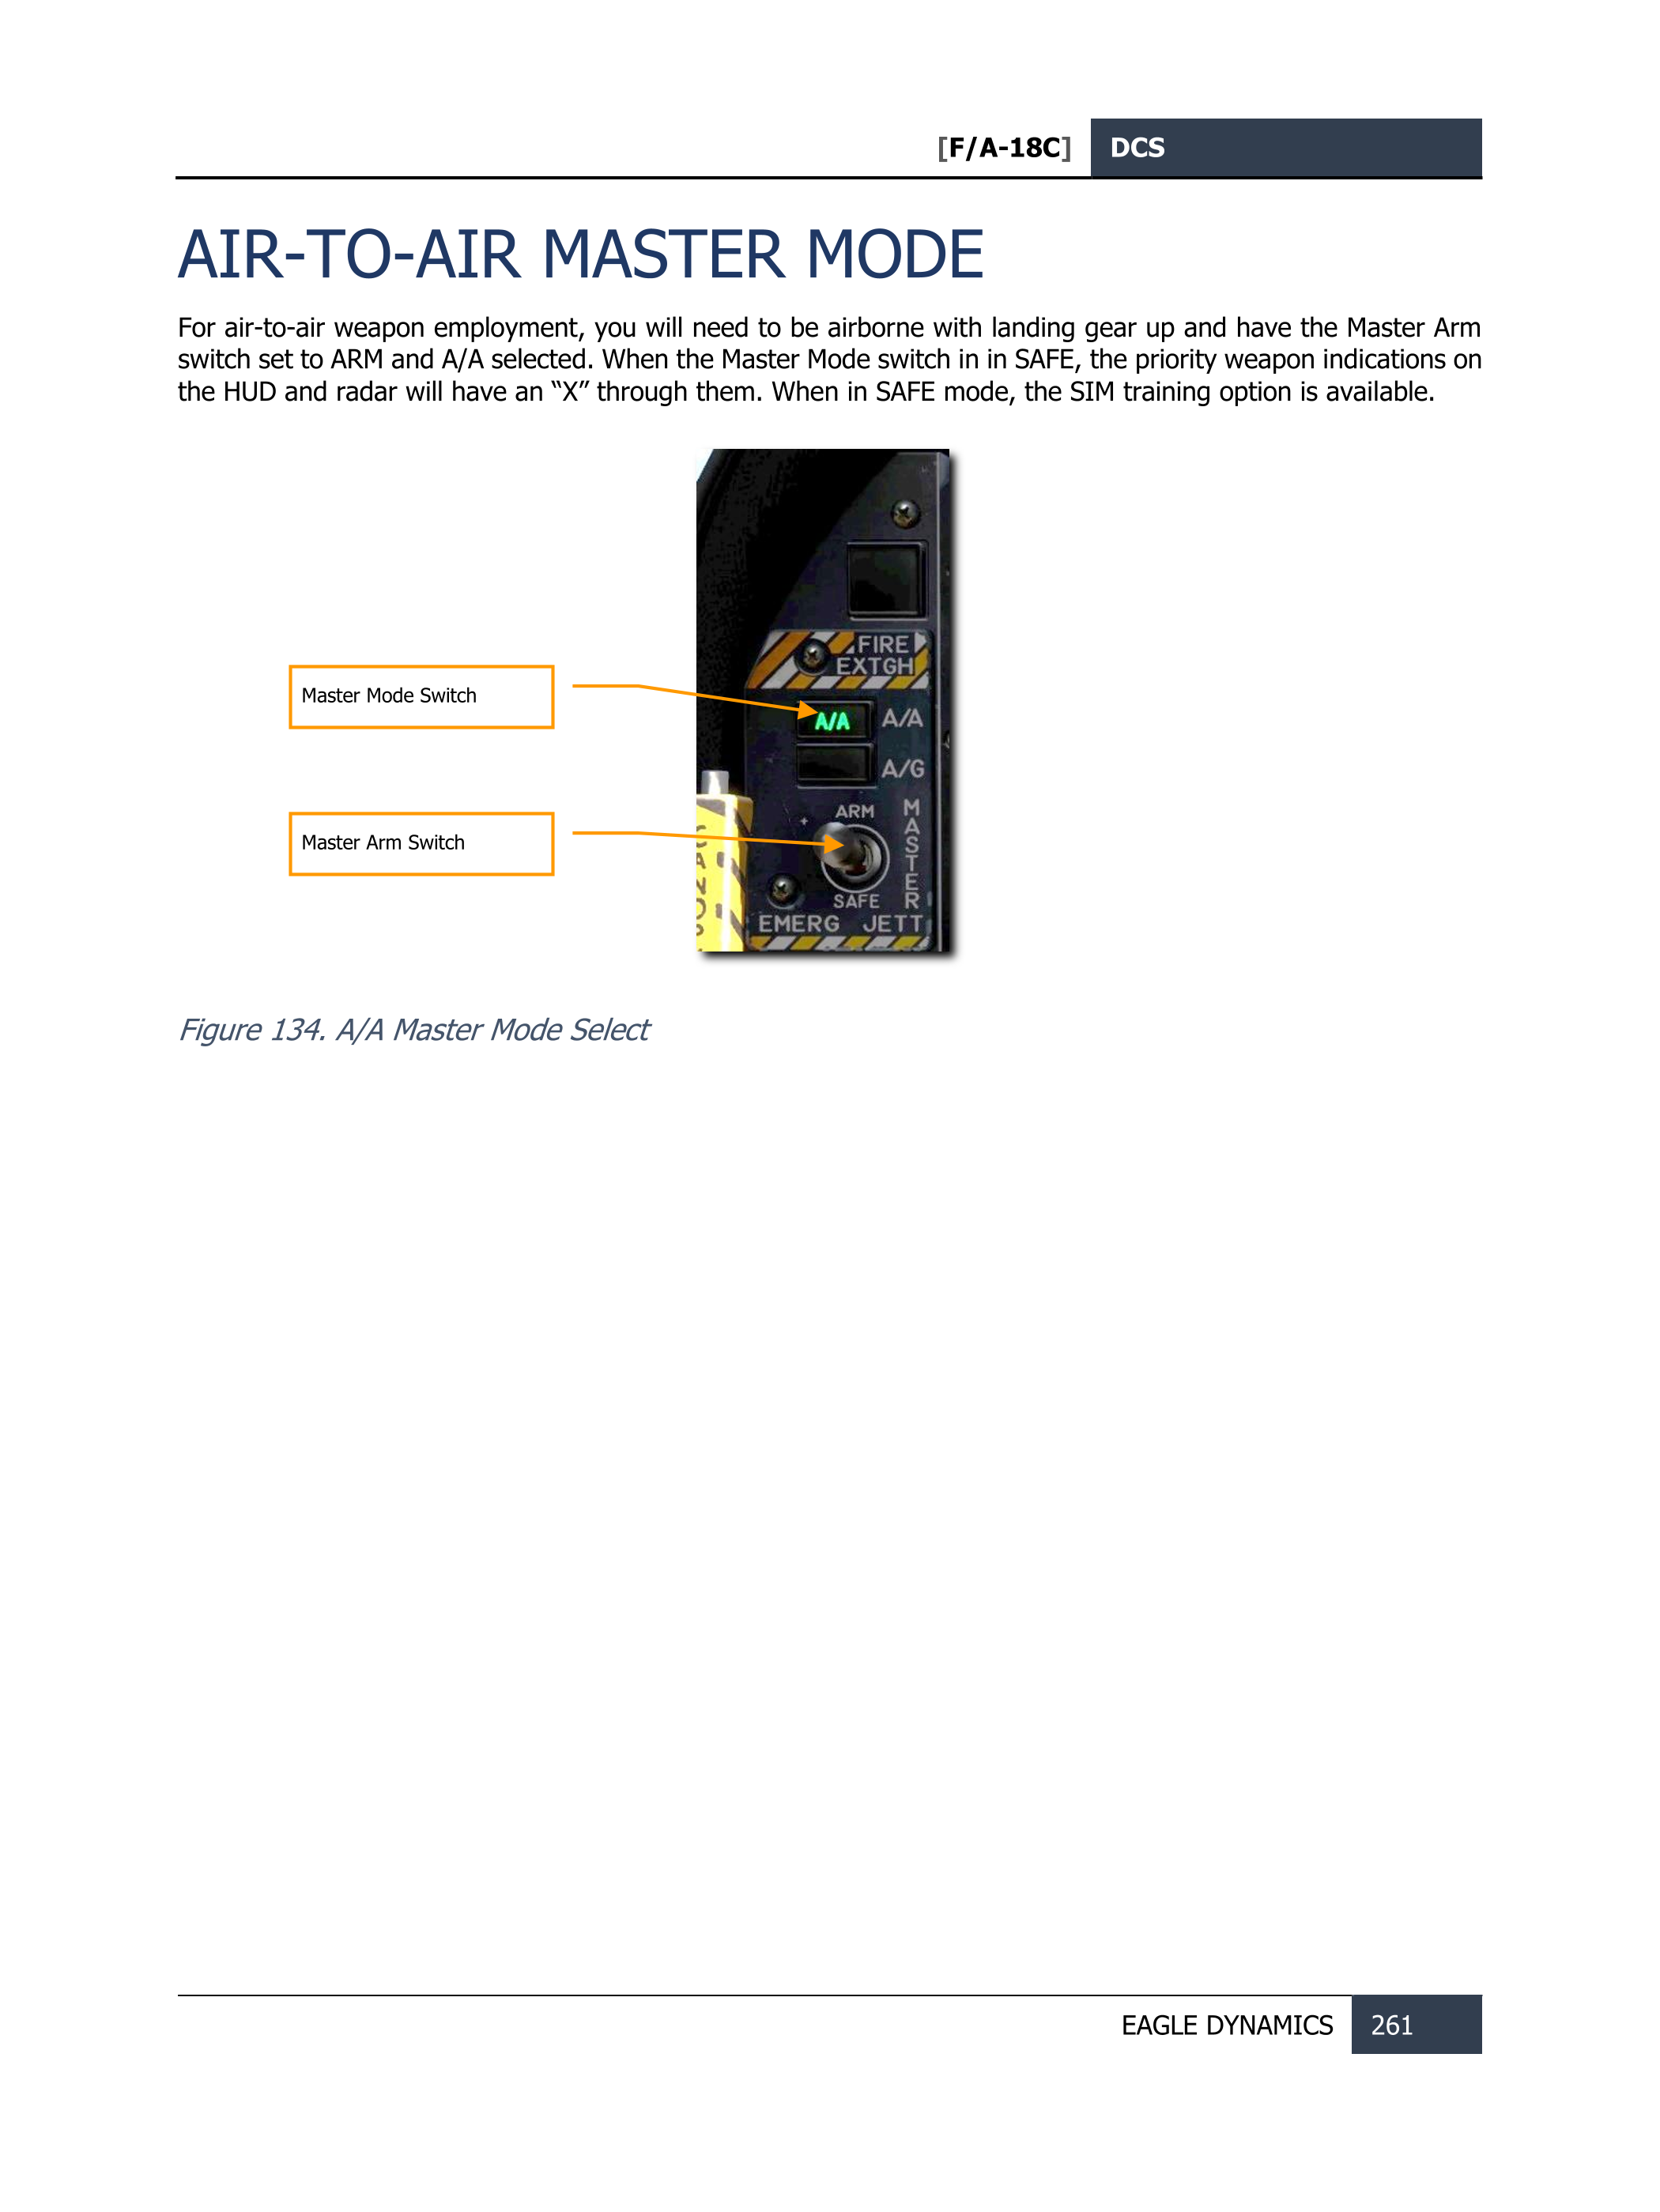 [F/A-18C] DCS
AIR-TO-AIR MASTER MODE
For air-to-air weapon employment, you will need to be airborne with landing gear up and have the Master Arm
switch set to ARM and A/A selected. When the Master Mode switch in in SAFE, the priority weapon indications on
the HUD and radar will have an “X” through them. When in SAFE mode, the SIM training option is available.
FIRE
EXTGH
Master Mode Switch
A/A A/A
A/G
ARM
MASTER
Master Arm Switch
SAFE
EMERG JETT
Figure 134. A/A Master Mode Select
EAGLE DYNAMICS 261